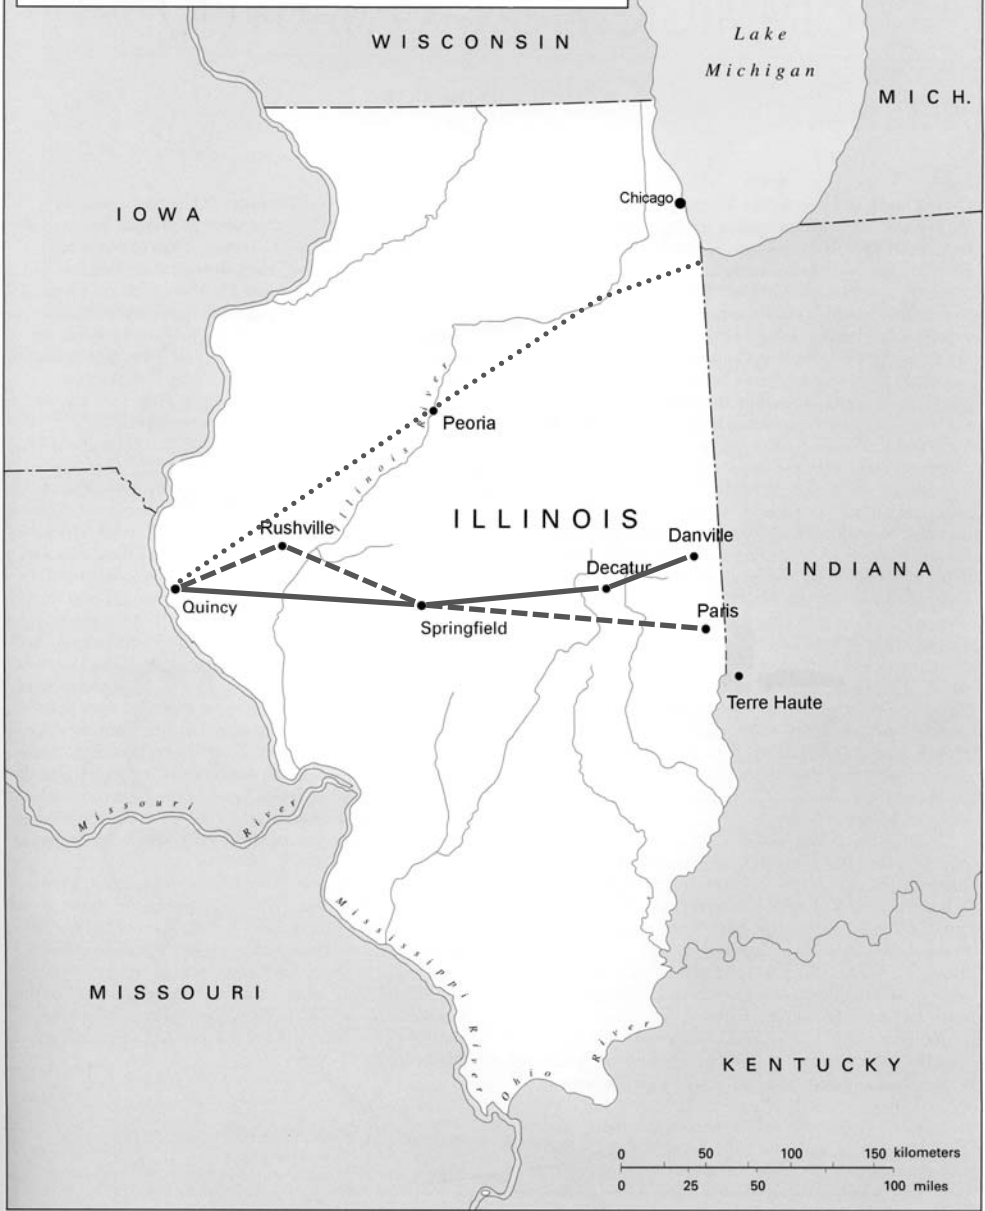 WISCONSIN
Lake
Michigan
MICH.
IOWA
Chicago
Illinois River
Peoria
ILLINOIS
Rushville
Danville
Decatur
INDIANA
Quincy
Paris
Springfield
Terre Haute
Missouri River
Mississippi River
MISSOURI
Ohio River
KENTUCKY
0 50 100 150 kilometers
0 25 50 100 miles